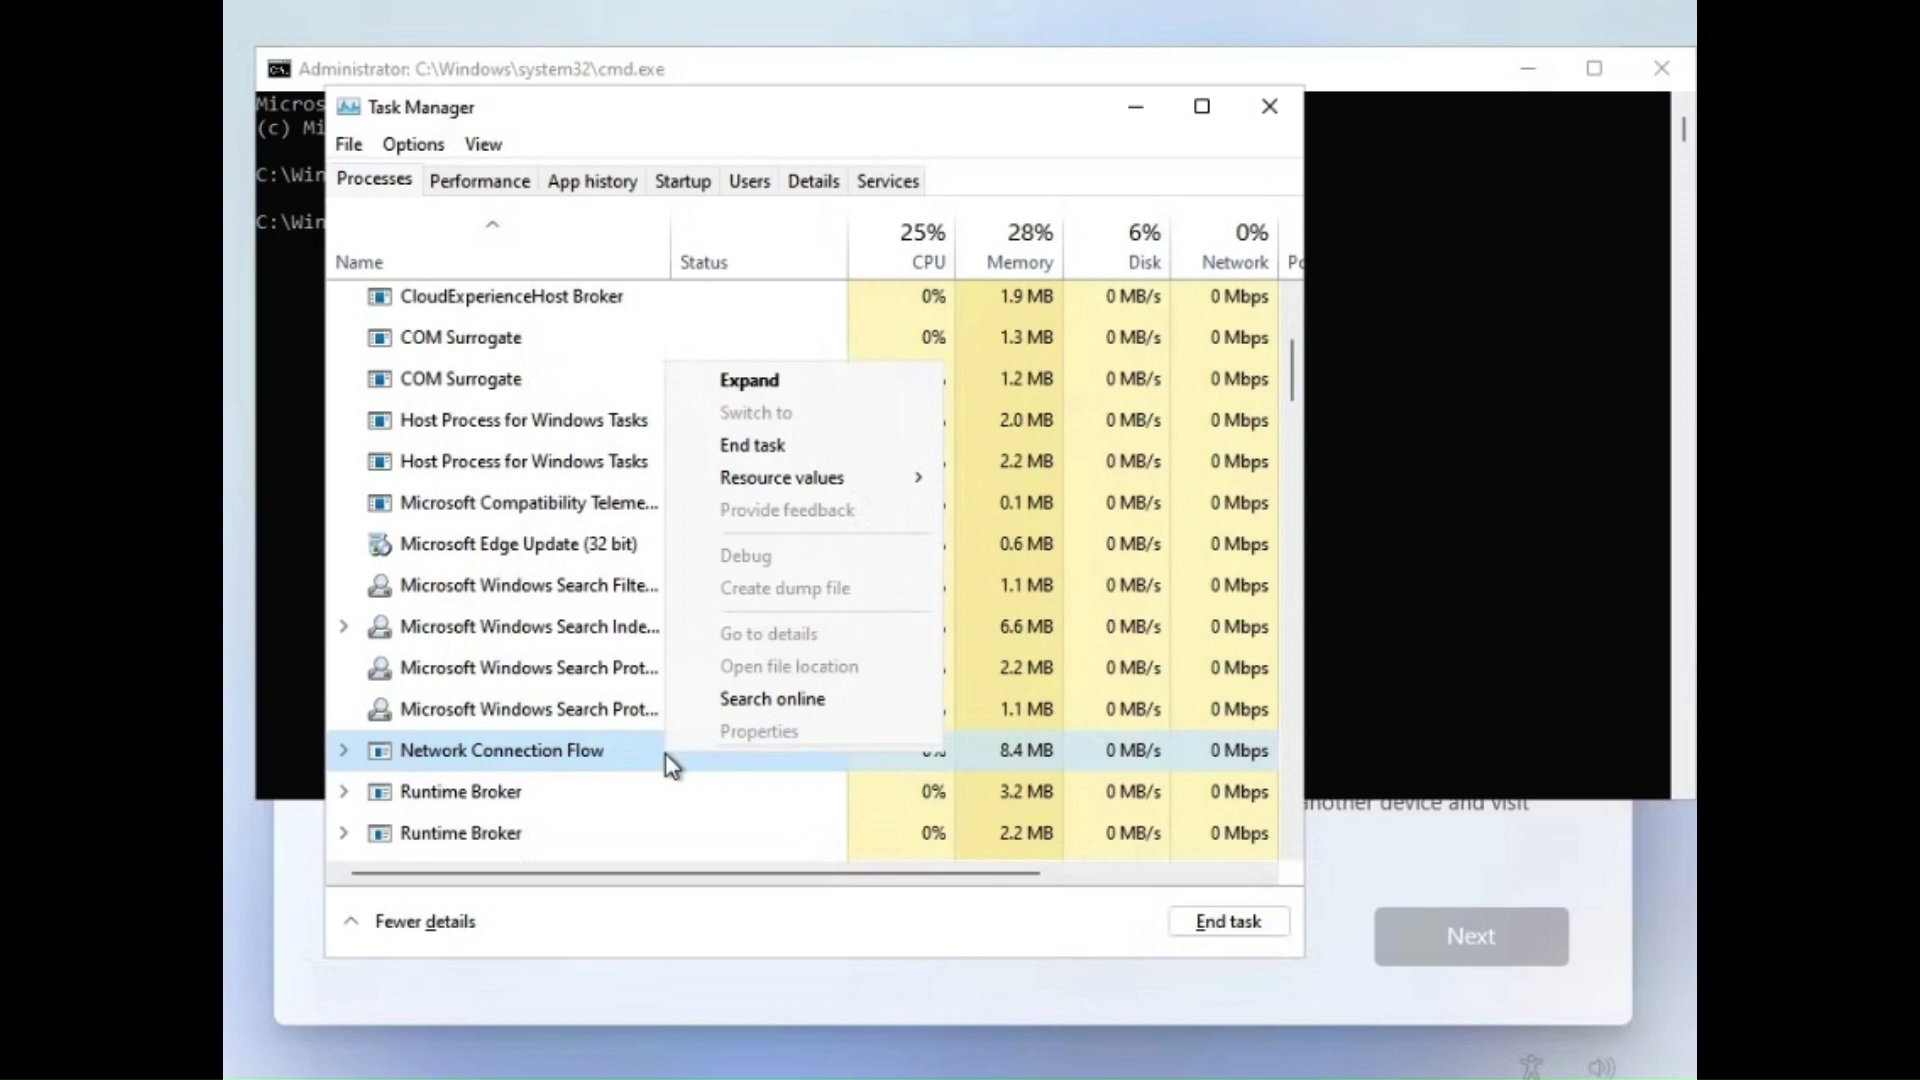 Administrator: C:\Windows\system32\cmd.exe
Micros
(c) Mi
C:\Win
C:\Win
Task Manager
File Options View
Processes Performance App history Startup Users Details Services
25% 28% 6% 0%
Name Status CPU Memory Disk Network Po
CloudExperienceHost Broker 0% 1.9 MB 0 MB/s 0 Mbps
COM Surrogate 0% 1.3 MB 0 MB/s 0 Mbps
COM Surrogate 1.2 MB 0 MB/s 0 Mbps
Host Process for Windows Tasks 2.0 MB 0 MB/s 0 Mbps
Host Process for Windows Tasks 2.2 MB 0 MB/s 0 Mbps
Microsoft Compatibility Teleme... 0.1 MB 0 MB/s 0 Mbps
Microsoft Edge Update (32 bit) 0.6 MB 0 MB/s 0 Mbps
Microsoft Windows Search Filte... 1.1 MB 0 MB/s 0 Mbps
Microsoft Windows Search Inde... 6.6 MB 0 MB/s 0 Mbps
Microsoft Windows Search Prot... 2.2 MB 0 MB/s 0 Mbps
Microsoft Windows Search Prot... 1.1 MB 0 MB/s 0 Mbps
Network Connection Flow 0% 8.4 MB 0 MB/s 0 Mbps
Runtime Broker 0% 3.2 MB 0 MB/s 0 Mbps
Runtime Broker 0% 2.2 MB 0 MB/s 0 Mbps
Expand
Switch to
End task
Resource values
Provide feedback
Debug
Create dump file
Go to details
Open file location
Search online
Properties
Fewer details
End task
another device and visit
Next